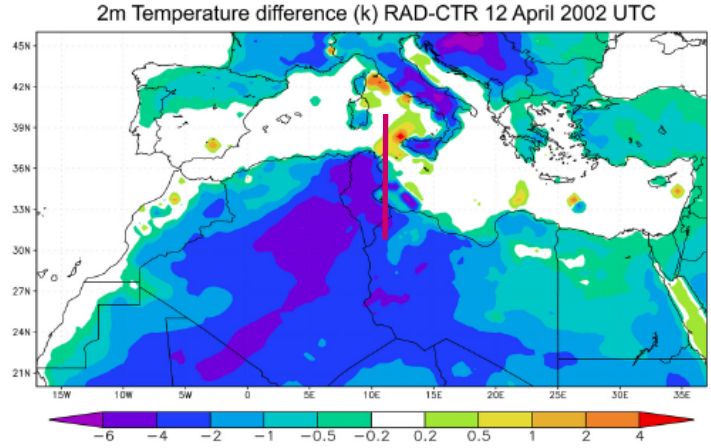 2m Temperature difference (k) RAD-CTR 12 April 2002 UTC
45N
42N
39N
36N
33N
30N
27N
24N
21N
15W 10W 5W 0 5E 10E 15E 20E 25E 30E 35E
−6 −4 −2 −1 −0.5 −0.2 0.2 0.5 1 2 4